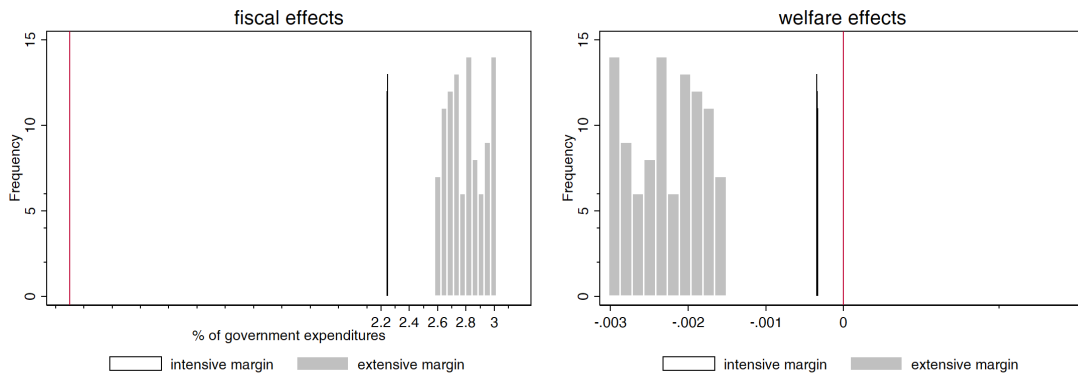 fiscal effects
15
10
5
0
Frequency
2.2 2.4 2.6 2.8 3
% of government expenditures
intensive margin extensive margin
welfare effects
15
10
5
0
Frequency
-.003 -.002 -.001 0
intensive margin extensive margin